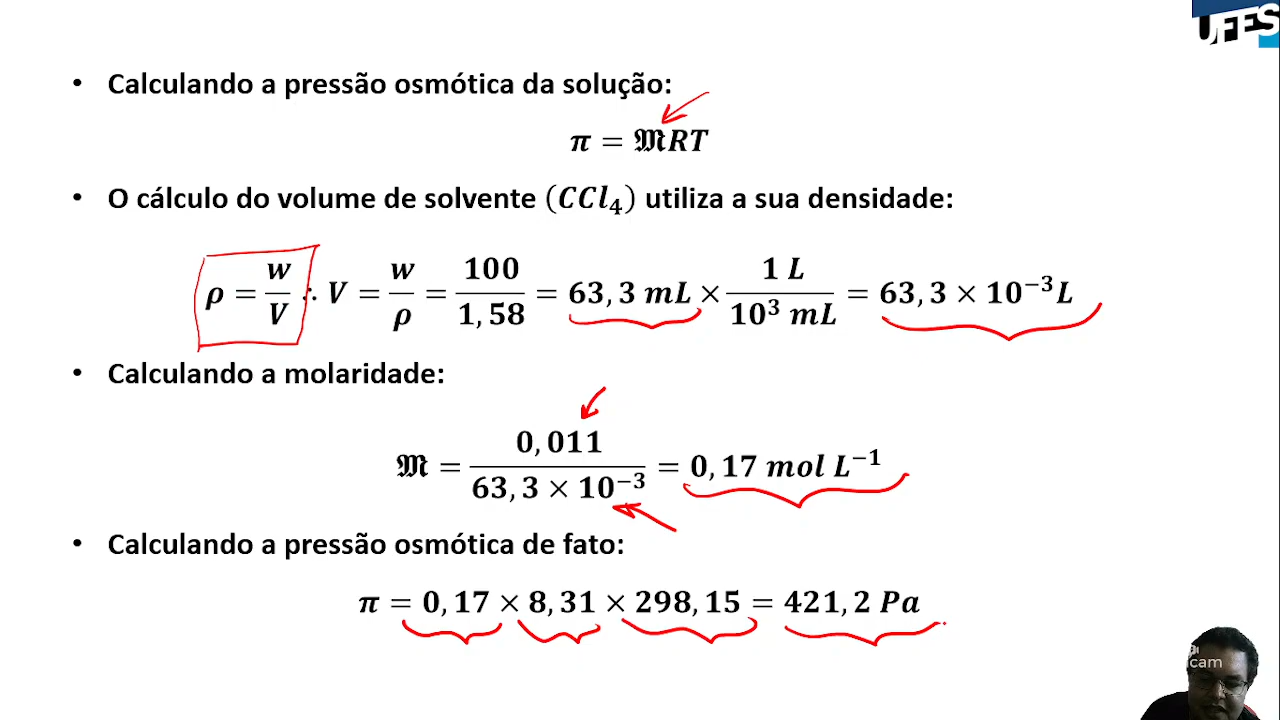 UFES
• Calculando a pressão osmótica da solução:
π = 𝔐RT
• O cálculo do volume de solvente (CCl₄) utiliza a sua densidade:
ρ = w/V ∴ V = w/ρ = 100/1,58 = 63,3 mL × 1 L/10³ mL = 63,3 × 10⁻³ L
• Calculando a molaridade:
𝔐 = 0,011/63,3 × 10⁻³ = 0,17 mol L⁻¹
• Calculando a pressão osmótica de fato:
π = 0,17 × 8,31 × 298,15 = 421,2 Pa
cam